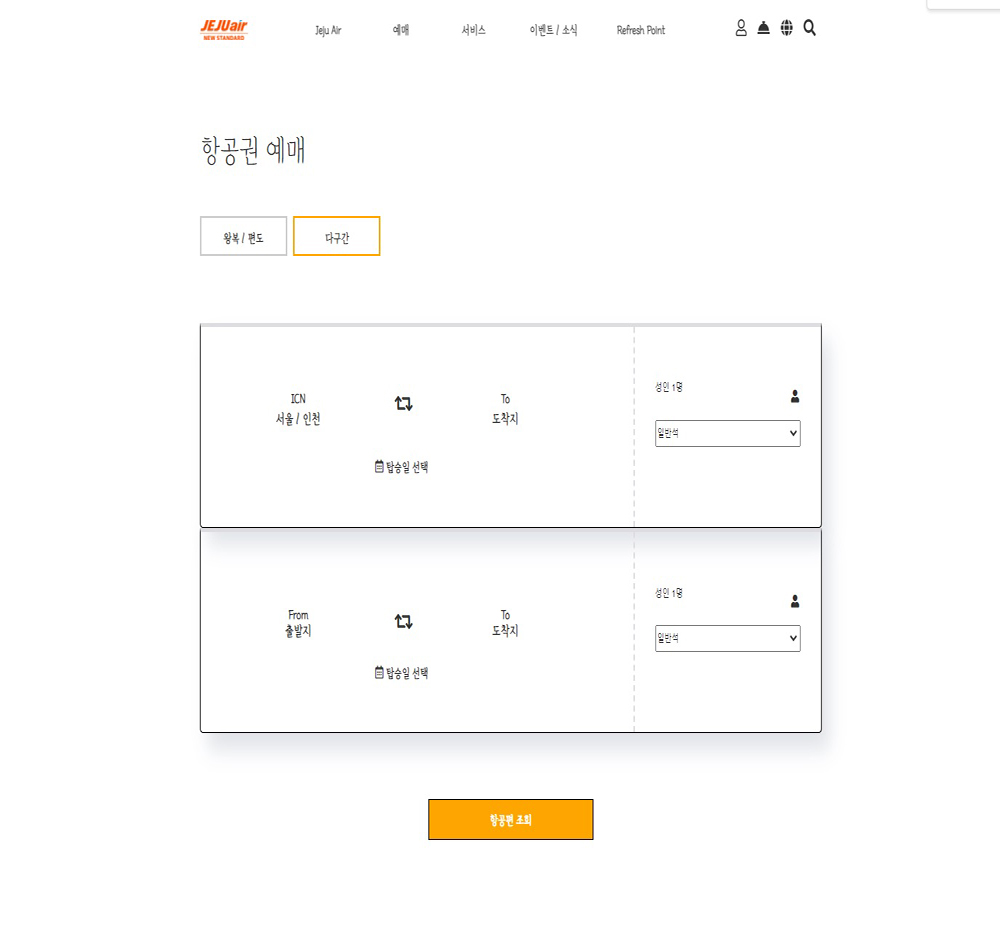 JEJUair
NEW STANDARD
Jeju Air
예매
서비스
이벤트 / 소식
Refresh Point
항공권 예매
왕복 / 편도
다구간
ICN
서울 / 인천
To
도착지
탑승일 선택
성인 1명
일반석
From
출발지
To
도착지
탑승일 선택
성인 1명
일반석
항공편 조회